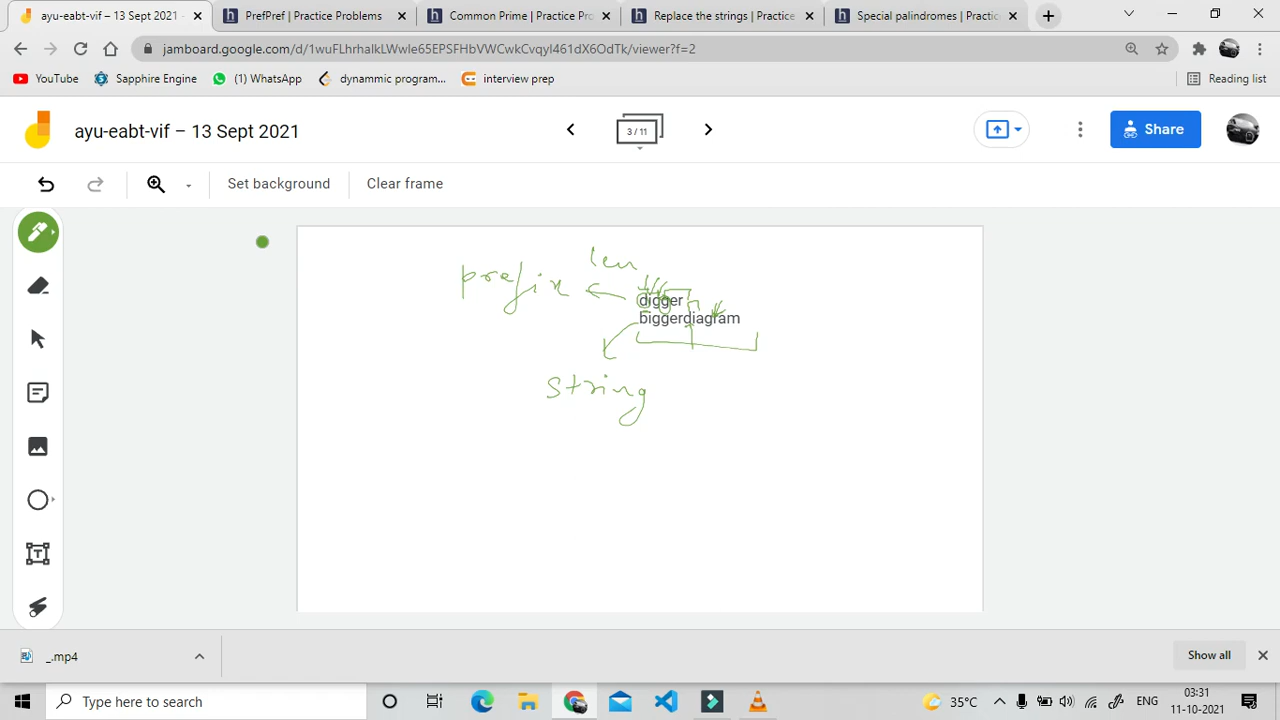 ayu-eabt-vif – 13 Sept 2021
PrefPref | Practice Problems
Common Prime | Practice Pro
Replace the strings | Practice
Special palindromes | Practic
jamboard.google.com/d/1wuFLhrhalkLWwle65EPSFHbVWCwkCvqyl461dX6OdTk/viewer?f=2
YouTube
Sapphire Engine
(1) WhatsApp
dynammic program...
interview prep
Reading list
ayu-eabt-vif – 13 Sept 2021
3 / 11
Share
Set background
Clear frame
len
prefix
digger
biggerdiagram
string
_.mp4
Show all
Type here to search
35°C
ENG
03:31
11-10-2021